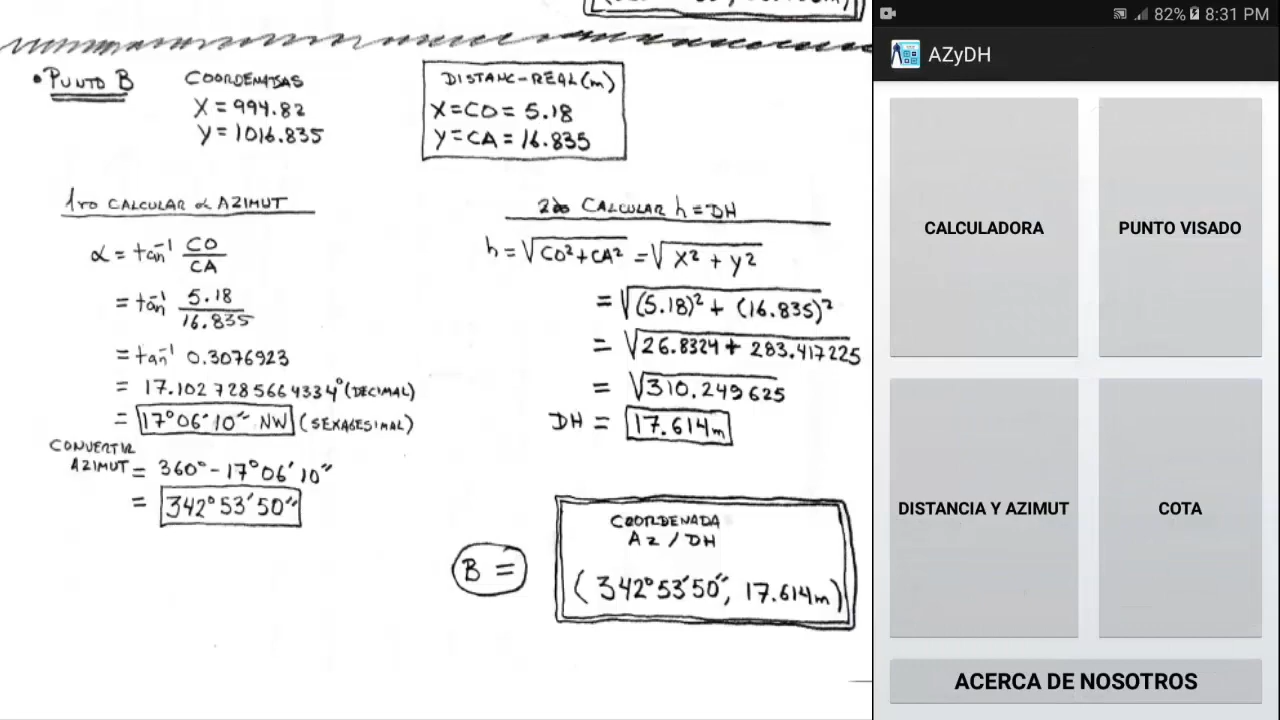 • PUNTO B
COORDENADAS
X = 994.82
Y = 1016.835
DISTANC-REAL (m)
X=CO= 5.18
Y=CA= 16.835
1ro CALCULAR α AZIMUT
α = tan⁻¹ CO/CA
= tan⁻¹ 5.18/16.835
= tan⁻¹ 0.3076923
= 17.1027285664334° (DECIMAL)
= 17°06'10" NW (SEXAGESIMAL)
CONVERTIR
AZIMUT = 360° - 17°06'10"
= 342°53'50"
2do CALCULAR h = DH
h = √CO²+CA² = √X² + Y²
= √(5.18)² + (16.835)²
= √26.8324 + 283.417225
= √310.249625
DH = 17.614m
B =
COORDENADA
AZ / DH
(342°53'50", 17.614m)
82% 8:31 PM
AZyDH
CALCULADORA
PUNTO VISADO
DISTANCIA Y AZIMUT
COTA
ACERCA DE NOSOTROS